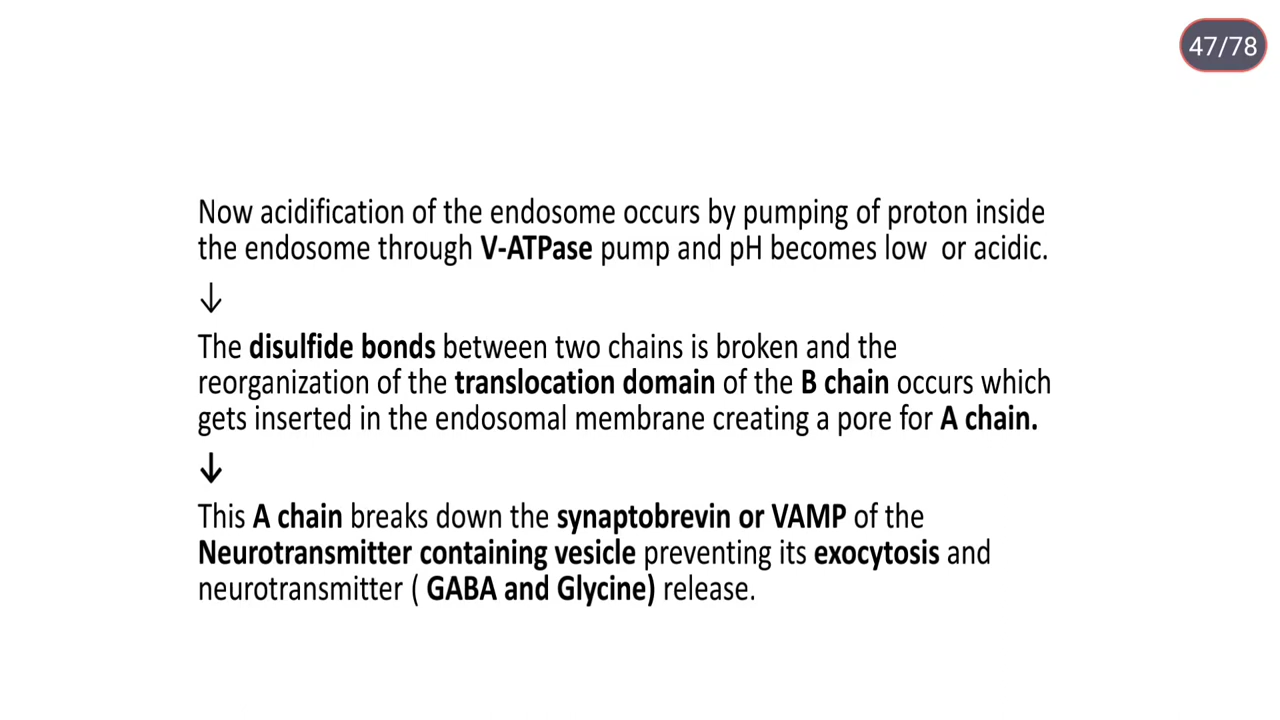 47/78
Now acidification of the endosome occurs by pumping of proton inside
the endosome through V-ATPase pump and pH becomes low  or acidic.
↓
The disulfide bonds between two chains is broken and the
reorganization of the translocation domain of the B chain occurs which
gets inserted in the endosomal membrane creating a pore for A chain.
↓
This A chain breaks down the synaptobrevin or VAMP of the
Neurotransmitter containing vesicle preventing its exocytosis and
neurotransmitter ( GABA and Glycine) release.